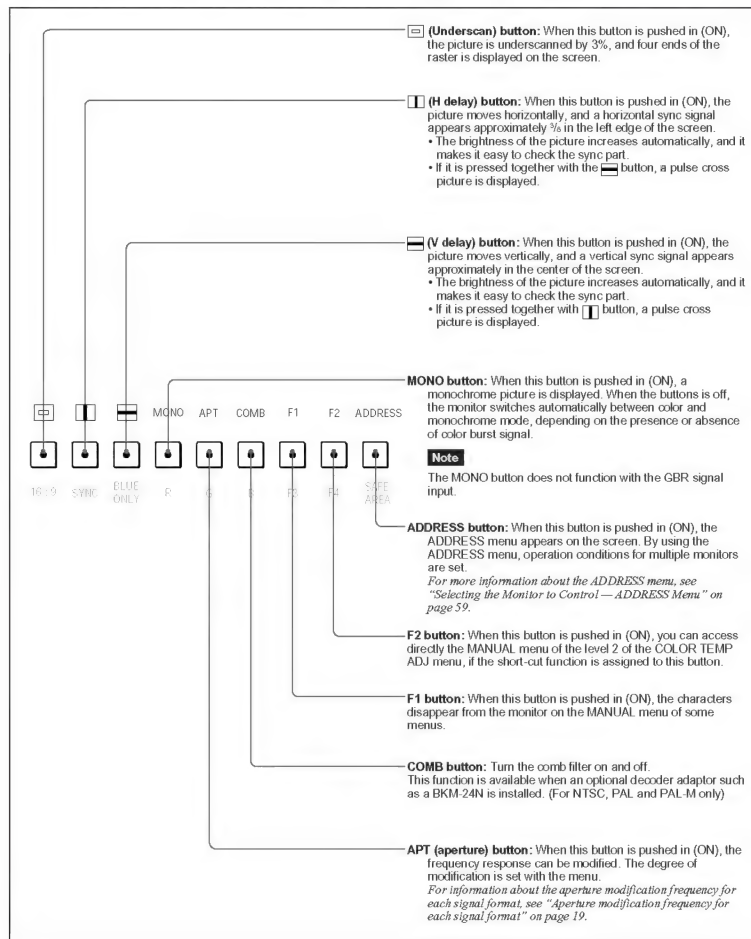 (Underscan) button: When this button is pushed in (ON),
the picture is underscanned by 3%, and four ends of the
raster is displayed on the screen.
(H delay) button: When this button is pushed in (ON), the
picture moves horizontally, and a horizontal sync signal
appears approximately in the left edge of the screen.
• The brightness of the picture increases automatically, and it
makes it easy to check the sync part.
• If it is pressed together with the button, a pulse cross
picture is displayed.
(V delay) button: When this button is pushed in (ON), the
picture moves vertically, and a vertical sync signal appears
approximately in the center of the screen.
• The brightness of the picture increases automatically, and it
makes it easy to check the sync part.
• If it is pressed together with button, a pulse cross
picture is displayed.
MONO button: When this button is pushed in (ON), a
monochrome picture is displayed. When the buttons is off,
the monitor switches automatically between color and
monochrome mode, depending on the presence or absence
of color burst signal.
Note
The MONO button does not function with the GBR signal
input.
MONO APT COMB F1 F2 ADDRESS
16 : 9 SYNC BLUE ONLY R G B F3 F4 SAFE AREA
ADDRESS button: When this button is pushed in (ON), the
ADDRESS menu appears on the screen. By using the
ADDRESS menu, operation conditions for multiple monitors
are set.
For more information about the ADDRESS menu, see
“Selecting the Monitor to Control — ADDRESS Menu” on
page 59.
F2 button: When this button is pushed in (ON), you can access
directly the MANUAL menu of the level 2 of the COLOR TEMP
ADJ menu, if the short-cut function is assigned to this button.
F1 button: When this button is pushed in (ON), the characters
disappear from the monitor on the MANUAL menu of some
menus.
COMB button: Turn the comb filter on and off.
This function is available when an optional decoder adaptor such
as a BKM-24N is installed. (For NTSC, PAL and PAL-M only)
APT (aperture) button: When this button is pushed in (ON), the
frequency response can be modified. The degree of
modification is set with the menu.
For information about the aperture modification frequency for
each signal format, see “Aperture modification frequency for
each signal format” on page 19.